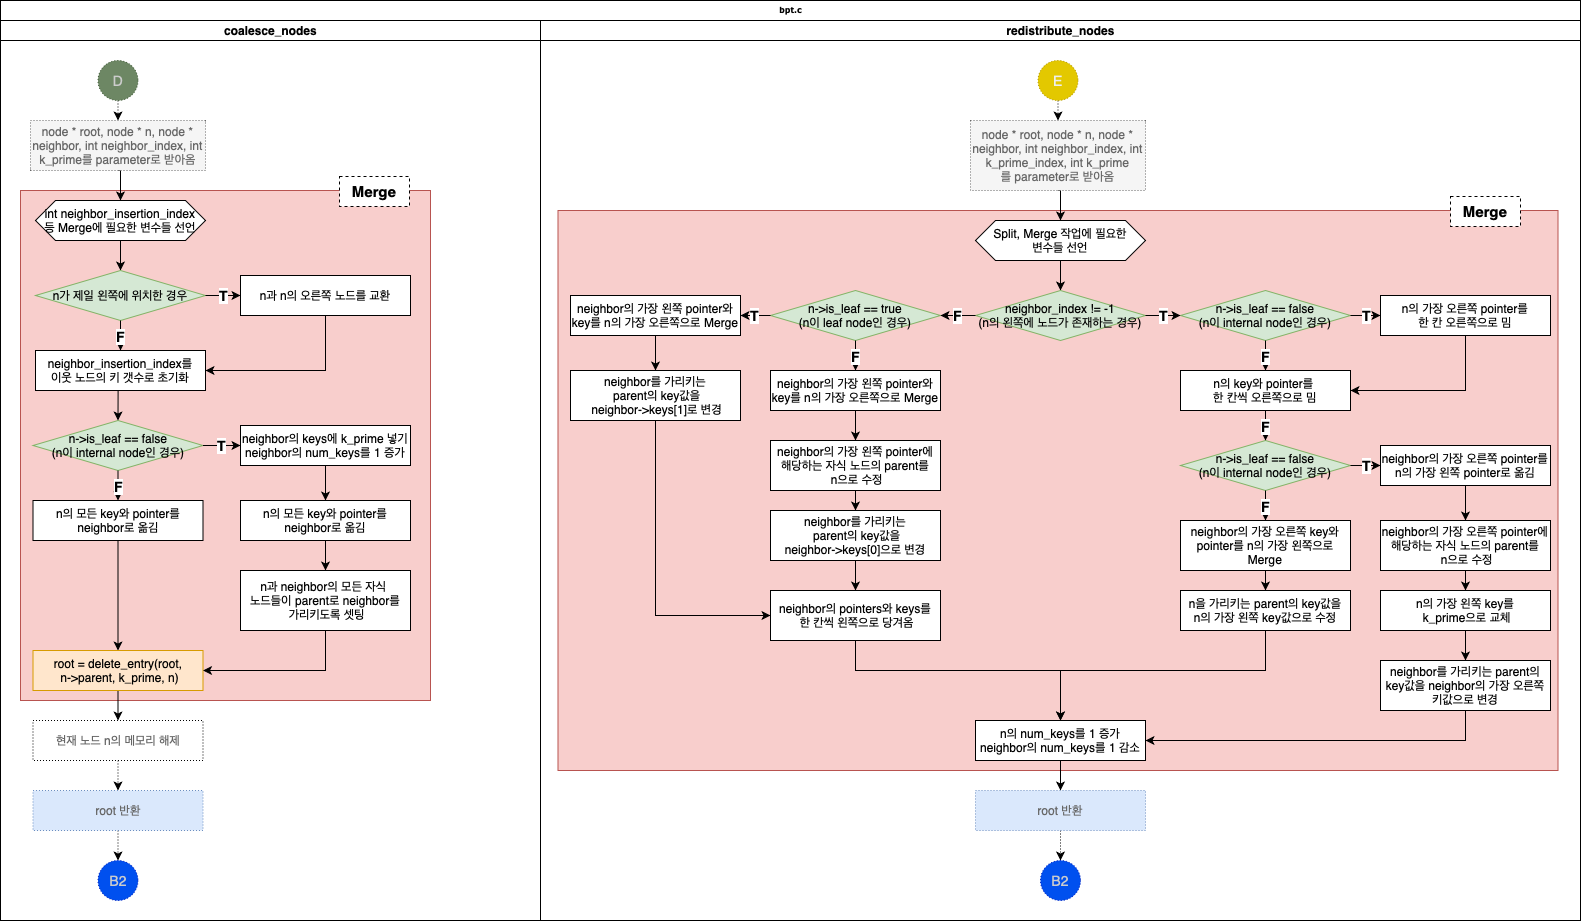 bpt.c
coalesce_nodes
D
node * root, node * n, node *
neighbor, int neighbor_index, int
k_prime를 parameter로 받아옴
Merge
int neighbor_insertion_index
등 Merge에 필요한 변수들 선언
n가 제일 왼쪽에 위치한 경우
T
n과 n의 오른쪽 노드를 교환
F
neighbor_insertion_index를
이웃 노드의 키 갯수로 초기화
n->is_leaf == false
(n이 internal node인 경우)
T
neighbor의 keys에 k_prime 넣기
neighbor의 num_keys를 1 증가
F
n의 모든 key와 pointer를
neighbor로 옮김
n의 모든 key와 pointer를
neighbor로 옮김
n과 neighbor의 모든 자식
노드들이 parent로 neighbor를
가리키도록 셋팅
root = delete_entry(root,
n->parent, k_prime, n)
현재 노드 n의 메모리 해제
root 반환
B2
redistribute_nodes
E
node * root, node * n, node *
neighbor, int neighbor_index, int
k_prime_index, int k_prime
를 parameter로 받아옴
Merge
Split, Merge 작업에 필요한
변수들 선언
neighbor_index != -1
(n의 왼쪽에 노드가 존재하는 경우)
F
n->is_leaf == true
(n이 leaf node인 경우)
T
neighbor의 가장 왼쪽 pointer와
key를 n의 가장 오른쪽으로 Merge
neighbor를 가리키는
parent의 key값을
neighbor->keys[1]로 변경
F
neighbor의 가장 왼쪽 pointer와
key를 n의 가장 오른쪽으로 Merge
neighbor의 가장 왼쪽 pointer에
해당하는 자식 노드의 parent를
n으로 수정
neighbor를 가리키는
parent의 key값을
neighbor->keys[0]으로 변경
neighbor의 pointers와 keys를
한 칸씩 왼쪽으로 당겨옴
T
n->is_leaf == false
(n이 internal node인 경우)
T
n의 가장 오른쪽 pointer를
한 칸 오른쪽으로 밈
F
n의 key와 pointer를
한 칸씩 오른쪽으로 밈
F
n->is_leaf == false
(n이 internal node인 경우)
T
neighbor의 가장 오른쪽 pointer를
n의 가장 왼쪽 pointer로 옮김
F
neighbor의 가장 오른쪽 key와
pointer를 n의 가장 왼쪽으로
Merge
n을 가리키는 parent의 key값을
n의 가장 왼쪽 key값으로 수정
neighbor의 가장 오른쪽 pointer에
해당하는 자식 노드의 parent를
n으로 수정
n의 가장 왼쪽 key를
k_prime으로 교체
neighbor를 가리키는 parent의
key값을 neighbor의 가장 오른쪽
키값으로 변경
n의 num_keys를 1 증가
neighbor의 num_keys를 1 감소
root 반환
B2